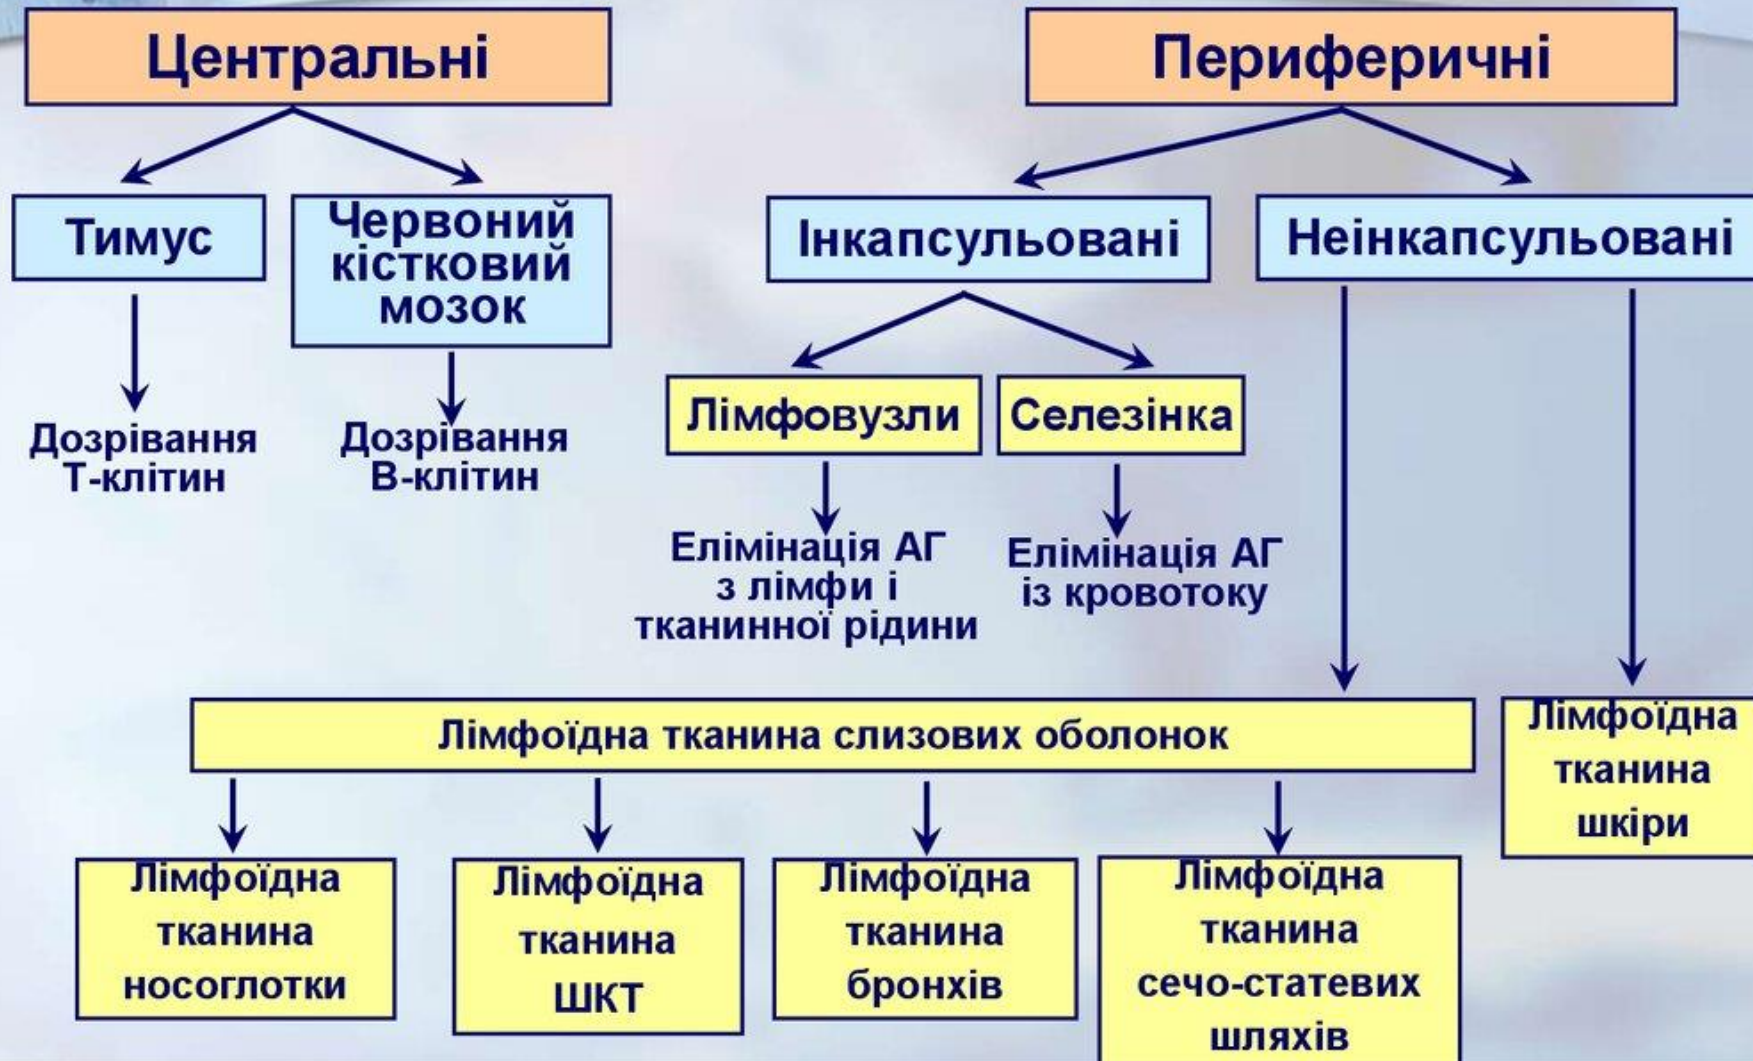 Центральні
Периферичні
Тимус
Червоний
кістковий
мозок
Інкапсульовані
Неінкапсульовані
Дозрівання
Т-клітин
Дозрівання
В-клітин
Лімфовузли
Селезінка
Елімінація АГ
з лімфи і
тканинної рідини
Елімінація АГ
із кровотоку
Лімфоїдна тканина слизових оболонок
Лімфоїдна
тканина
шкіри
Лімфоїдна
тканина
носоглотки
Лімфоїдна
тканина
ШКТ
Лімфоїдна
тканина
бронхів
Лімфоїдна
тканина
сечо-статевих
шляхів